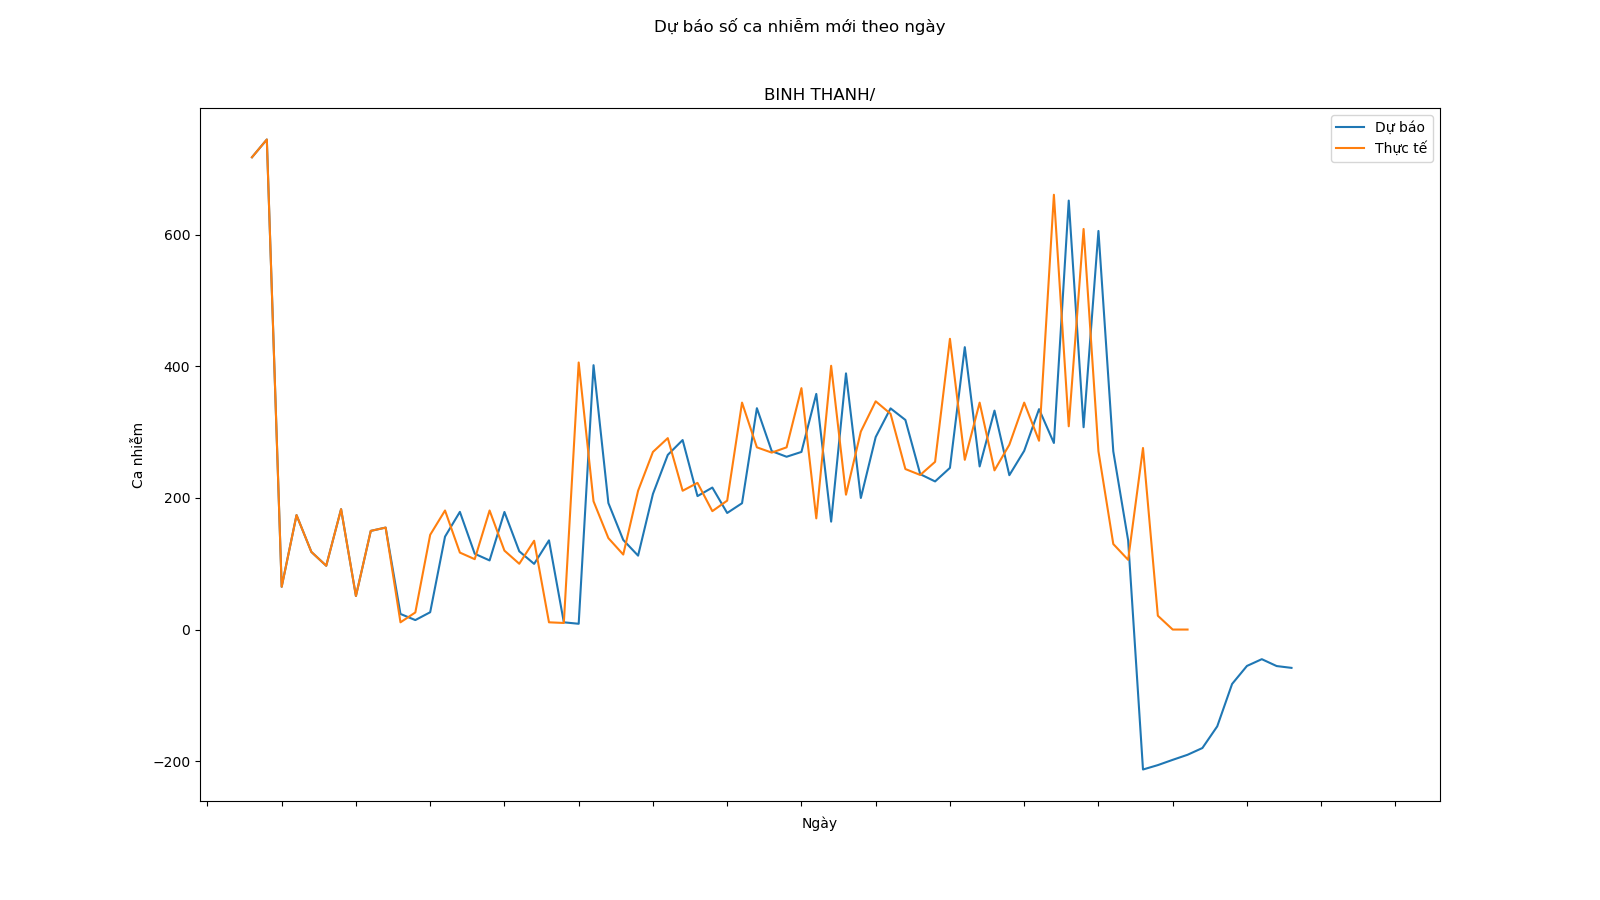 Dự báo số ca nhiễm mới theo ngày
BINH THANH/
Dự báo
Thực tế
600
400
200
0
−200
Ca nhiễm
Ngày